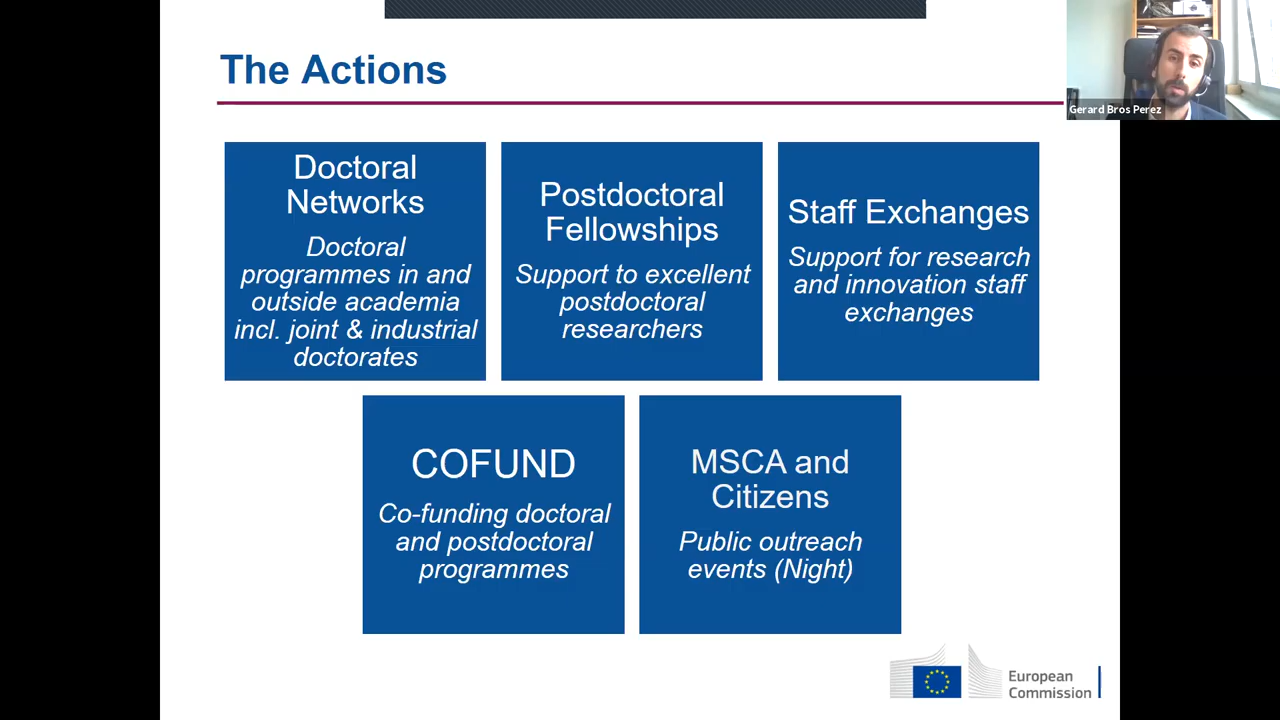 The Actions
Gerard Bros Perez
Doctoral
Networks
Doctoral
programmes in and
outside academia
incl. joint & industrial
doctorates
Postdoctoral
Fellowships
Support to excellent
postdoctoral
researchers
Staff Exchanges
Support for research
and innovation staff
exchanges
COFUND
Co-funding doctoral
and postdoctoral
programmes
MSCA and
Citizens
Public outreach
events (Night)
European
Commission